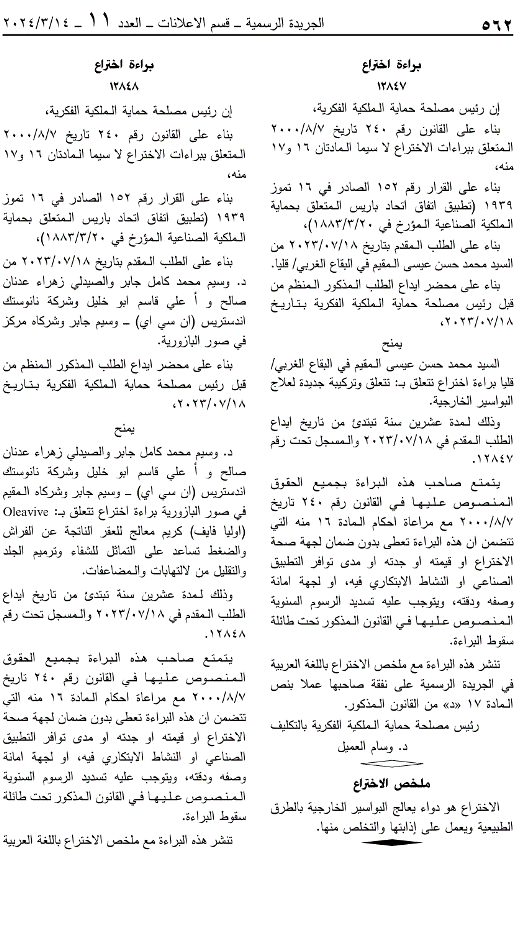 ٥٦٢
الجريدة الرسمية – قسم الاعلانات – العدد ١١ – ٢٠٢٤/٣/١٤
براءة اختراع
١٢٨٤٧
إن رئيس مصلحة حماية الملكية الفكرية،
بناء على القانون رقم ٢٤٠ تاريخ ٢٠٠٠/٨/٧
المتعلق ببراءات الاختراع لا سيما المادتان ١٦ و١٧
منه،
بناء على القرار رقم ١٥٢ الصادر في ١٦ تموز
١٩٣٩ (تطبيق اتفاق اتحاد باريس المتعلق بحماية
الملكية الصناعية المؤرخ في ١٨٨٣/٣/٢٠)،
بناء على الطلب المقدم بتاريخ ٢٠٢٣/٠٧/١٨ من
السيد محمد حسن عيسى المقيم في البقاع الغربي/ قليا.
بناء على محضر ايداع الطلب المذكور المنظم من
قبل رئيس مصلحة حماية الملكية الفكرية بتاريخ
٢٠٢٣/٠٧/١٨،
يمنح
السيد محمد حسن عيسى المقيم في البقاع الغربي/
قليا براءة اختراع تتعلق بـ: تتعلق وتركيبة جديدة لعلاج
البواسير الخارجية.
وذلك لمدة عشرين سنة تبتدئ من تاريخ ايداع
الطلب المقدم في ٢٠٢٣/٠٧/١٨ والمسجل تحت رقم
١٢٨٤٧.
يتمتع صاحب هذه البراءة بجميع الحقوق
المنصوص عليها في القانون رقم ٢٤٠ تاريخ
٢٠٠٠/٨/٧ مع مراعاة احكام المادة ١٦ منه التي
تتضمن ان هذه البراءة تعطى بدون ضمان لجهة صحة
الاختراع او قيمته او جدته او مدى توافر التطبيق
الصناعي او النشاط الابتكاري فيه، او لجهة امانة
وصفه ودقته، ويتوجب عليه تسديد الرسوم السنوية
المنصوص عليها في القانون المذكور تحت طائلة
سقوط البراءة.
تنشر هذه البراءة مع ملخص الاختراع باللغة العربية
في الجريدة الرسمية على نفقة صاحبها عملا بنص
المادة ١٧ «د» من القانون المذكور.
رئيس مصلحة حماية الملكية الفكرية بالتكليف
د. وسام العميل
ملخص الاختراع
الاختراع هو دواء يعالج البواسير الخارجية بالطرق
الطبيعية ويعمل على إذابتها والتخلص منها.
براءة اختراع
١٢٨٤٨
إن رئيس مصلحة حماية الملكية الفكرية،
بناء على القانون رقم ٢٤٠ تاريخ ٢٠٠٠/٨/٧
المتعلق ببراءات الاختراع لا سيما المادتان ١٦ و١٧
منه،
بناء على القرار رقم ١٥٢ الصادر في ١٦ تموز
١٩٣٩ (تطبيق اتفاق اتحاد باريس المتعلق بحماية
الملكية الصناعية المؤرخ في ١٨٨٣/٣/٢٠)،
بناء على الطلب المقدم بتاريخ ٢٠٢٣/٠٧/١٨ من
د. وسيم محمد كامل جابر والصيدلي زهراء عدنان
صالح و أ علي قاسم ابو خليل وشركة نانوستك
اندستريس (ان سي اي) – وسيم جابر وشركاه مركز
في صور البازورية.
بناء على محضر ايداع الطلب المذكور المنظم من
قبل رئيس مصلحة حماية الملكية الفكرية بتاريخ
٢٠٢٣/٠٧/١٨،
يمنح
د. وسيم محمد كامل جابر والصيدلي زهراء عدنان
صالح و أ علي قاسم ابو خليل وشركة نانوستك
اندستريس (ان سي اي) – وسيم جابر وشركاه المقيم
في صور البازورية براءة اختراع تتعلق بـ: Oleavive
(اوليا فايف) كريم معالج للعقر الناتجة عن الفراش
والضغط تساعد على التماثل للشفاء وترميم الجلد
والتقليل من لالتهابات والمضاعفات.
وذلك لمدة عشرين سنة تبتدئ من تاريخ ايداع
الطلب المقدم في ٢٠٢٣/٠٧/١٨ والمسجل تحت رقم
١٢٨٤٨.
يتمتع صاحب هذه البراءة بجميع الحقوق
المنصوص عليها في القانون رقم ٢٤٠ تاريخ
٢٠٠٠/٨/٧ مع مراعاة احكام المادة ١٦ منه التي
تتضمن ان هذه البراءة تعطى بدون ضمان لجهة صحة
الاختراع او قيمته او جدته او مدى توافر التطبيق
الصناعي او النشاط الابتكاري فيه، او لجهة امانة
وصفه ودقته، ويتوجب عليه تسديد الرسوم السنوية
المنصوص عليها في القانون المذكور تحت طائلة
سقوط البراءة.
تنشر هذه البراءة مع ملخص الاختراع باللغة العربية